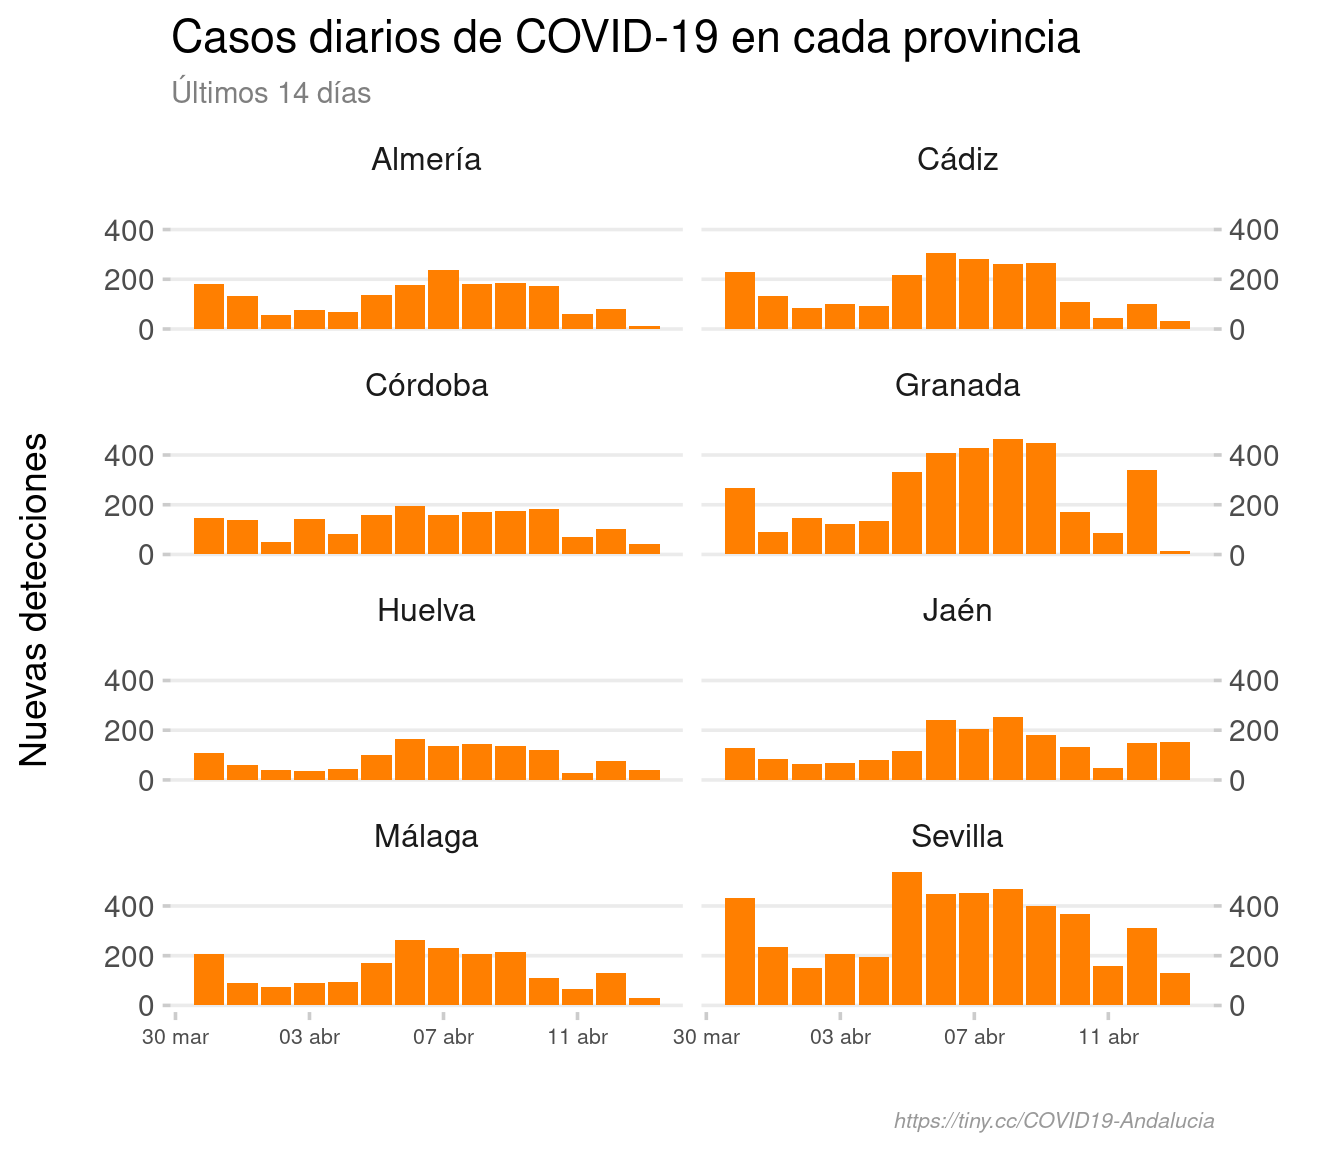 Casos diarios de COVID-19 en cada provincia
Últimos 14 días
Almería
Cádiz
400
200
0
400
200
0
Córdoba
Granada
400
200
0
400
200
0
Nuevas detecciones
Huelva
Jaén
400
200
0
400
200
0
Málaga
Sevilla
400
200
0
400
200
0
30 mar 03 abr 07 abr 11 abr
30 mar 03 abr 07 abr 11 abr
https://tiny.cc/COVID19-Andalucia